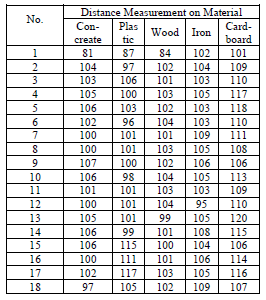 No. Distance Measurement on Material
Con-create Plas tic Wood Iron Card-board
1 81 87 84 102 101
2 104 97 102 104 109
3 103 106 101 103 110
4 105 100 103 105 117
5 106 103 102 103 118
6 102 96 104 103 110
7 100 101 101 109 111
8 100 101 103 105 108
9 107 100 102 106 106
10 106 98 104 105 113
11 101 101 103 103 109
12 100 101 104 95 110
13 105 101 99 105 120
14 106 99 101 108 115
15 106 115 100 104 106
16 100 111 101 106 114
17 102 117 103 105 116
18 97 105 102 109 107